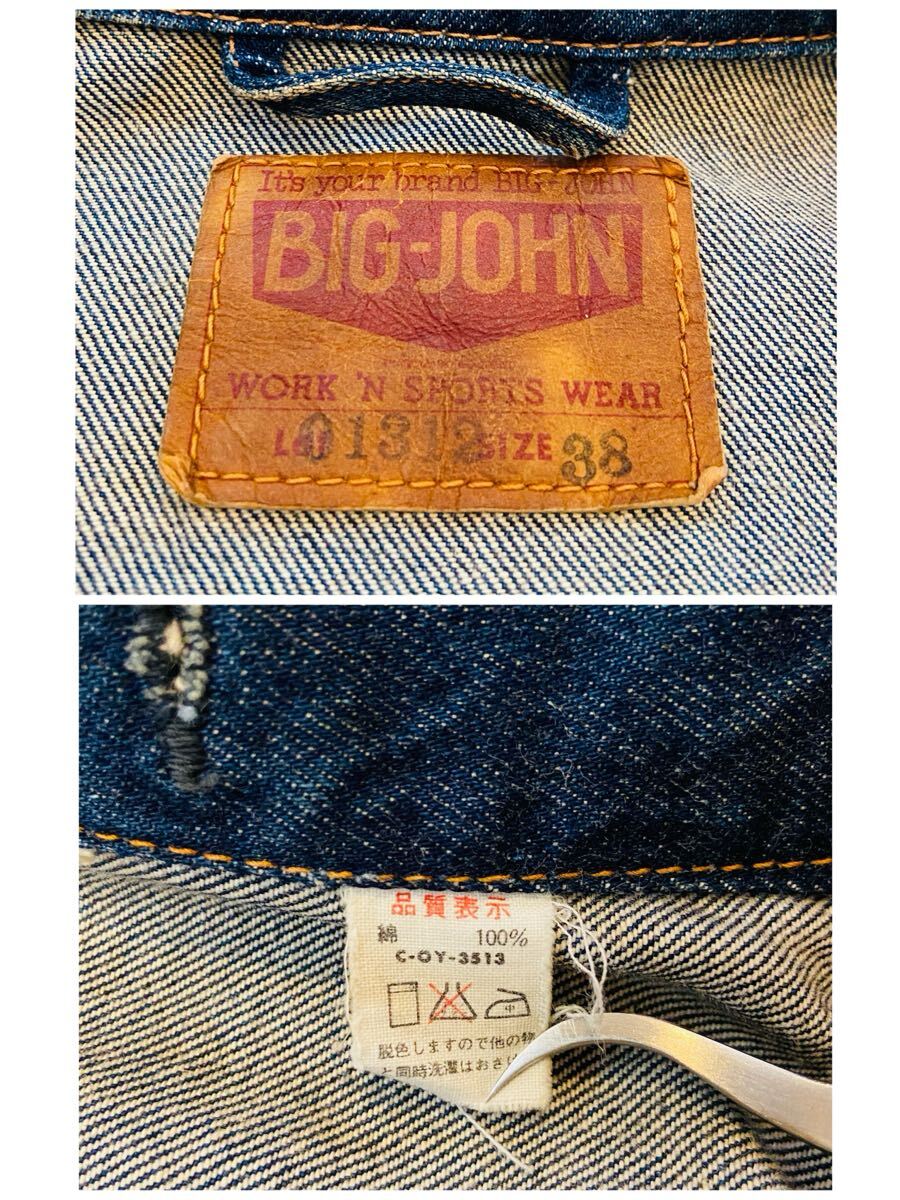 It's your brand BIG-JOHN
BIG-JOHN
WORK 'N SPORTS WEAR
LOT 01312 SIZE 38
品質表示
綿 100%
C-OY-3513
中
脱色しますので他の物
と同時洗濯はおさけ